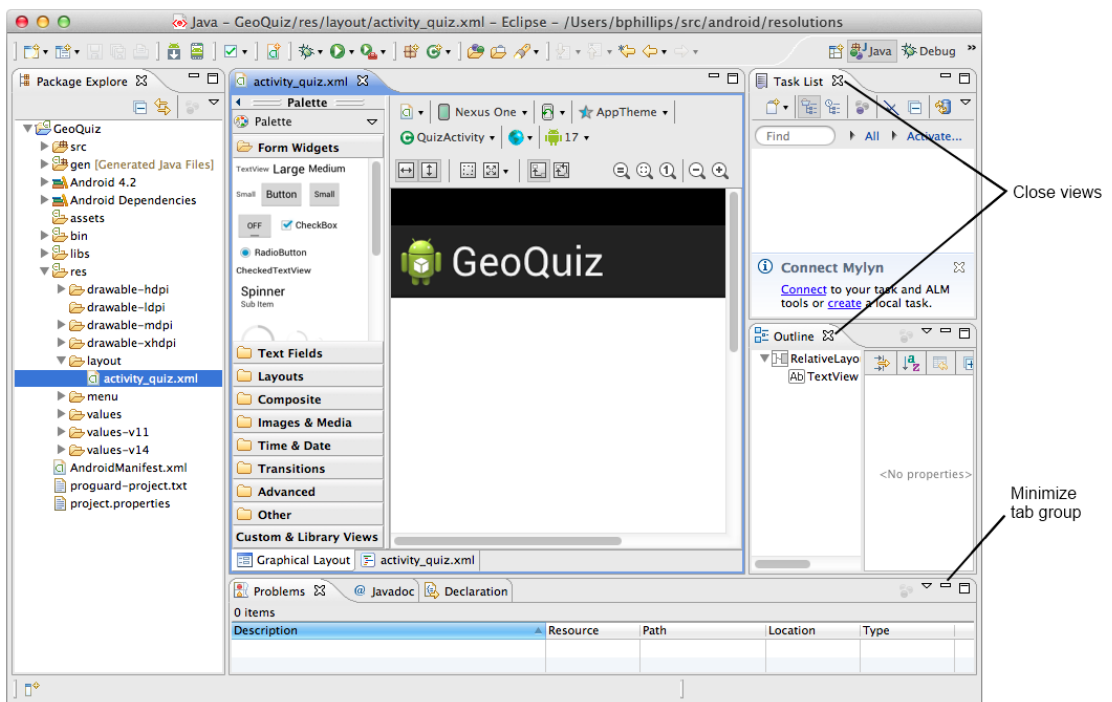 Java – GeoQuiz/res/layout/activity_quiz.xml – Eclipse – /Users/bphillips/src/android/resolutions
Java
Debug
»
Package Explore
GeoQuiz
src
gen [Generated Java Files]
Android 4.2
Android Dependencies
assets
bin
libs
res
drawable-hdpi
drawable-ldpi
drawable-mdpi
drawable-xhdpi
layout
activity_quiz.xml
menu
values
values-v11
values-v14
AndroidManifest.xml
proguard-project.txt
project.properties
activity_quiz.xml
Palette
Palette
Form Widgets
TextView Large Medium
Small Button Small
OFF CheckBox
RadioButton
CheckedTextView
Spinner
Sub Item
Text Fields
Layouts
Composite
Images & Media
Time & Date
Transitions
Advanced
Other
Custom & Library Views
Graphical Layout
activity_quiz.xml
Nexus One
AppTheme
QuizActivity
17
GeoQuiz
Task List
Find
All
Activate...
Connect Mylyn
Connect to your task and ALM
tools or create a local task.
Outline
RelativeLayo
Ab TextView
<No properties>
Problems
@ Javadoc
Declaration
0 items
Description Resource Path Location Type
Close views
Minimize
tab group